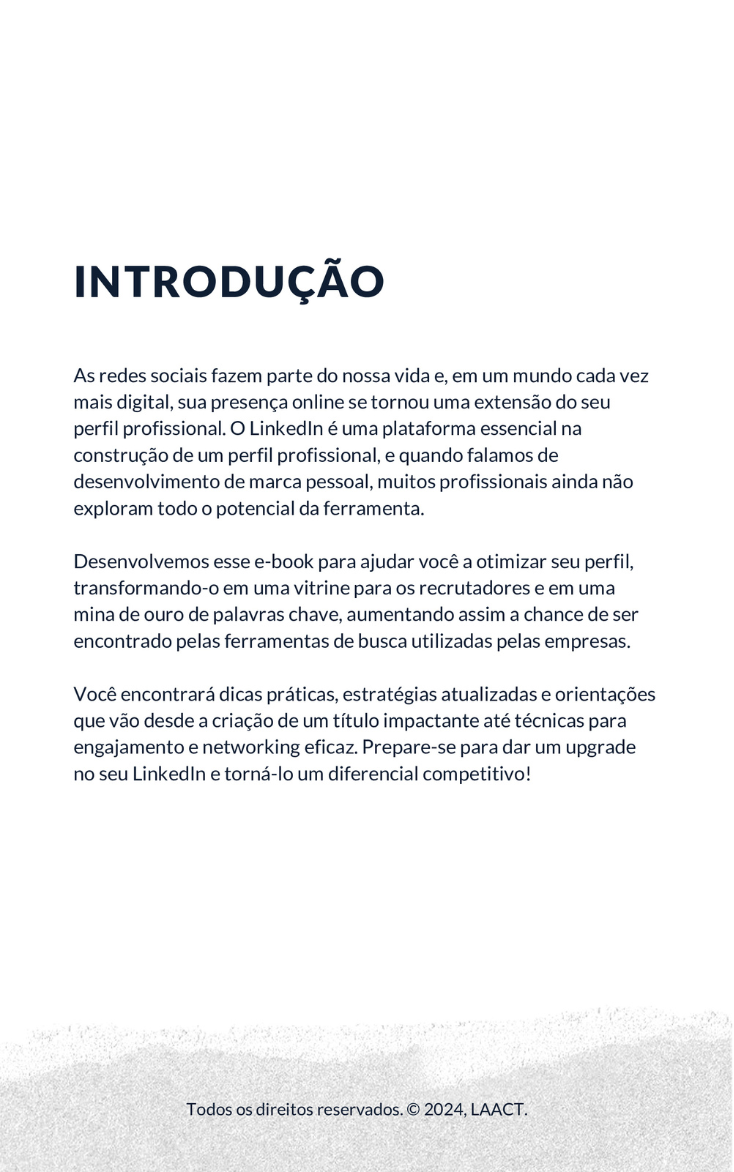 INTRODUÇÃO
As redes sociais fazem parte do nossa vida e, em um mundo cada vez
mais digital, sua presença online se tornou uma extensão do seu
perfil profissional. O LinkedIn é uma plataforma essencial na
construção de um perfil profissional, e quando falamos de
desenvolvimento de marca pessoal, muitos profissionais ainda não
exploram todo o potencial da ferramenta.
Desenvolvemos esse e-book para ajudar você a otimizar seu perfil,
transformando-o em uma vitrine para os recrutadores e em uma
mina de ouro de palavras chave, aumentando assim a chance de ser
encontrado pelas ferramentas de busca utilizadas pelas empresas.
Você encontrará dicas práticas, estratégias atualizadas e orientações
que vão desde a criação de um título impactante até técnicas para
engajamento e networking eficaz. Prepare-se para dar um upgrade
no seu LinkedIn e torná-lo um diferencial competitivo!
Todos os direitos reservados. © 2024, LAACT.